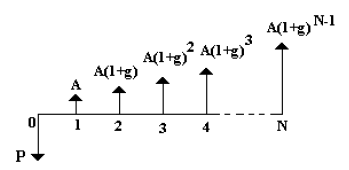 A(1+g)^N-1
A(1+g)^2 A(1+g)^3
A A(1+g)
0 1 2 3 4 N
P